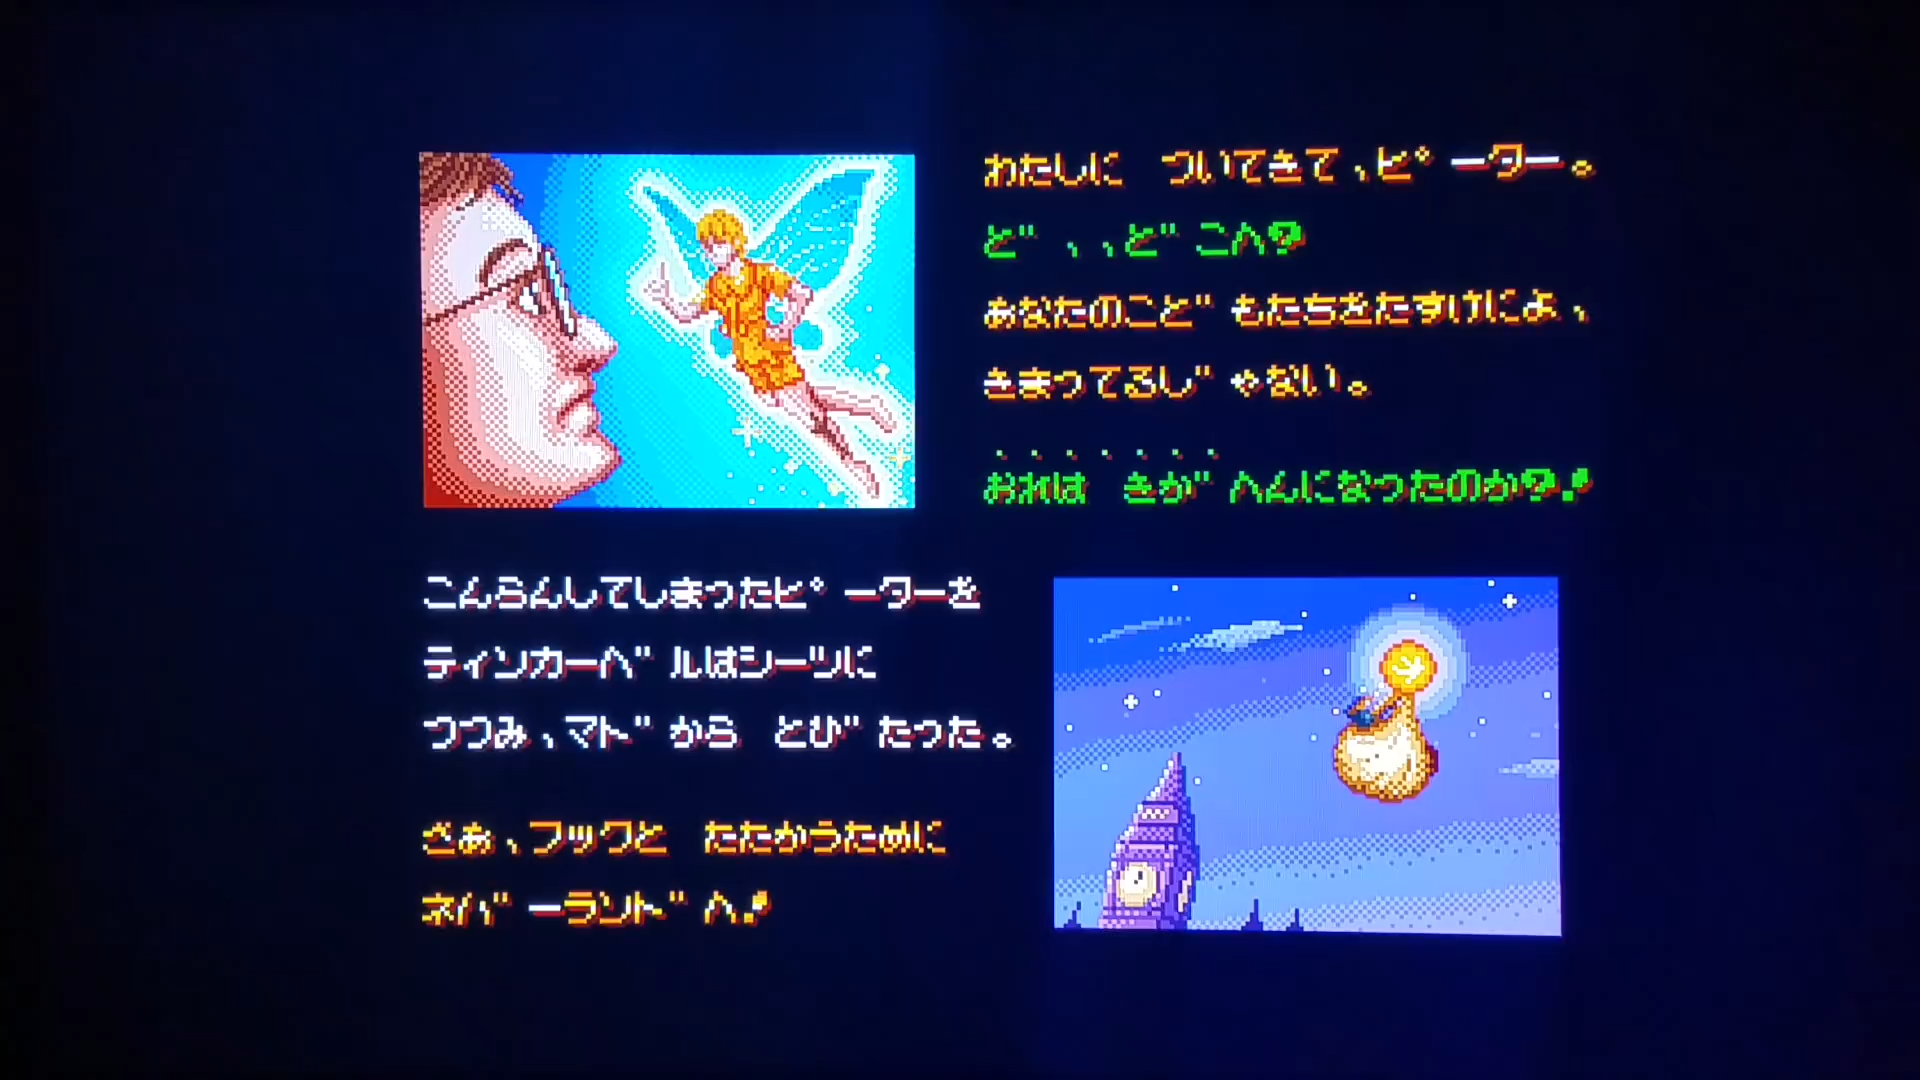 わたしに ついてきて、ピーター。
ど、、どこへ?
あなたのこどもたちをたすけによ、
きまってるじゃない。
.......
おれは きがへんになったのか?!
こんらんしてしまったピーターを
ティンカーベルはシーツに
つつみ、マドから とびたった。
さあ、フックと たたかうために
ネバーランドへ!